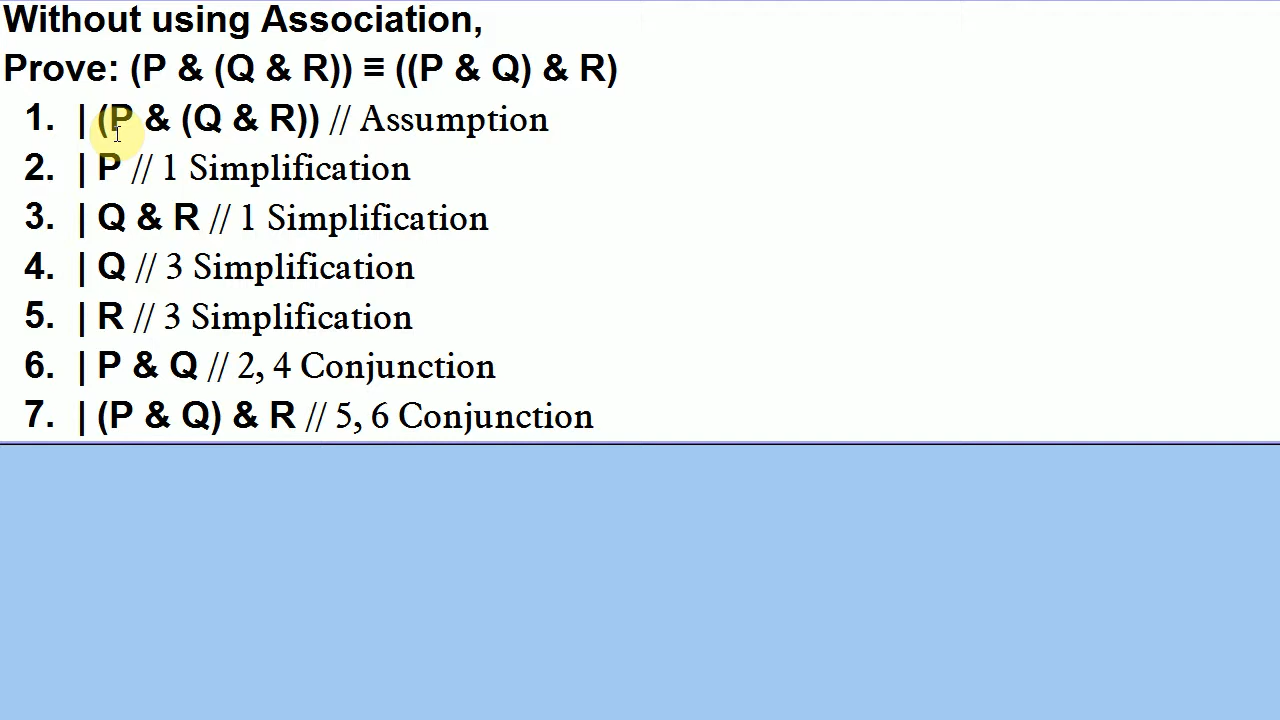 Without using Association,
Prove: (P & (Q & R)) ≡ ((P & Q) & R)
1. | (P & (Q & R)) // Assumption
2. | P // 1 Simplification
3. | Q & R // 1 Simplification
4. | Q // 3 Simplification
5. | R // 3 Simplification
6. | P & Q // 2, 4 Conjunction
7. | (P & Q) & R // 5, 6 Conjunction